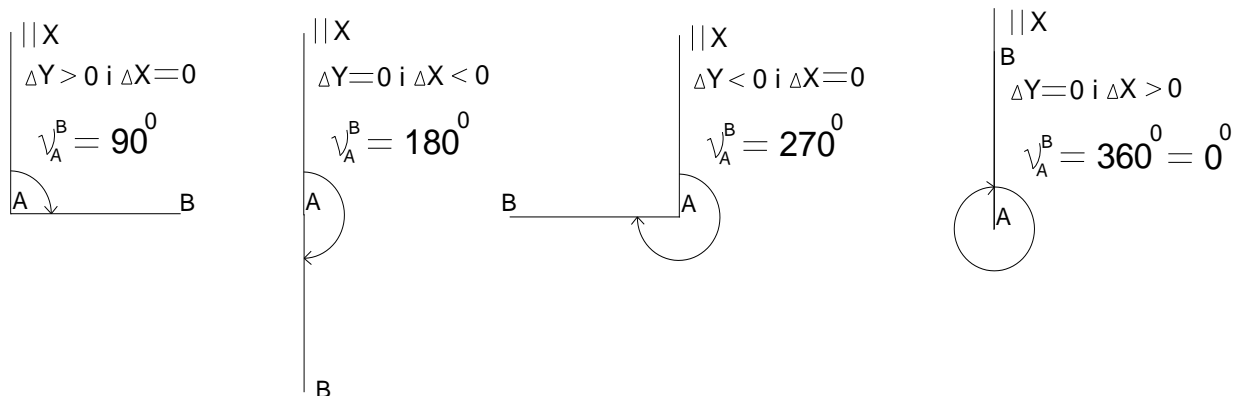 ||X
ΔY>0 i ΔX=0
ν_A^B = 90^0
A
B
||X
ΔY=0 i ΔX<0
ν_A^B = 180^0
A
B
||X
ΔY<0 i ΔX=0
ν_A^B = 270^0
B
A
||X
B
ΔY=0 i ΔX>0
ν_A^B = 360^0 = 0^0
A